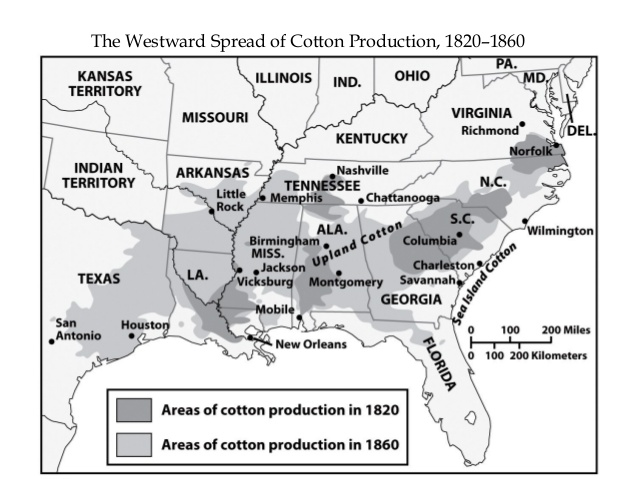 The Westward Spread of Cotton Production, 1820–1860
KANSAS
TERRITORY
ILLINOIS
IND.
OHIO
PA.
MD.
MISSOURI
VIRGINIA
Richmond
DEL.
KENTUCKY
Norfolk
INDIAN
TERRITORY
ARKANSAS
Nashville
TENNESSEE
N.C.
Little
Rock
Memphis
Chattanooga
S.C.
Wilmington
ALA.
Upland Cotton
Columbia
Birmingham
MISS.
Jackson
Vicksburg
Charleston
Sea Island Cotton
TEXAS
LA.
Montgomery
Savannah
GEORGIA
Mobile
San
Antonio
Houston
New Orleans
FLORIDA
0 100 200 Miles
0 100 200 Kilometers
Areas of cotton production in 1820
Areas of cotton production in 1860